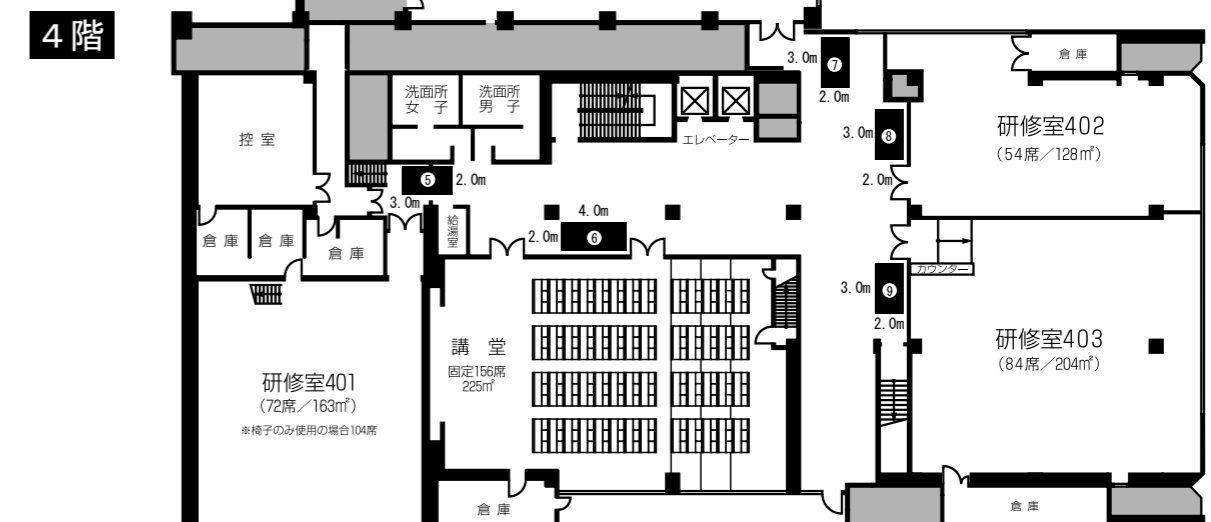 4階
3.0m
⑦
2.0m
倉庫
洗面所
女子
洗面所
男子
エレベーター
3.0m
⑧
2.0m
研修室402
(54席/128㎡)
控室
⑤
2.0m
3.0m
給湯室
4.0m
2.0m
⑥
倉庫
倉庫
倉庫
カウンター
3.0m
⑨
2.0m
研修室403
(84席/204㎡)
講堂
固定156席
225㎡
研修室401
(72席/163㎡)
※椅子のみ使用の場合104席
倉庫
倉庫